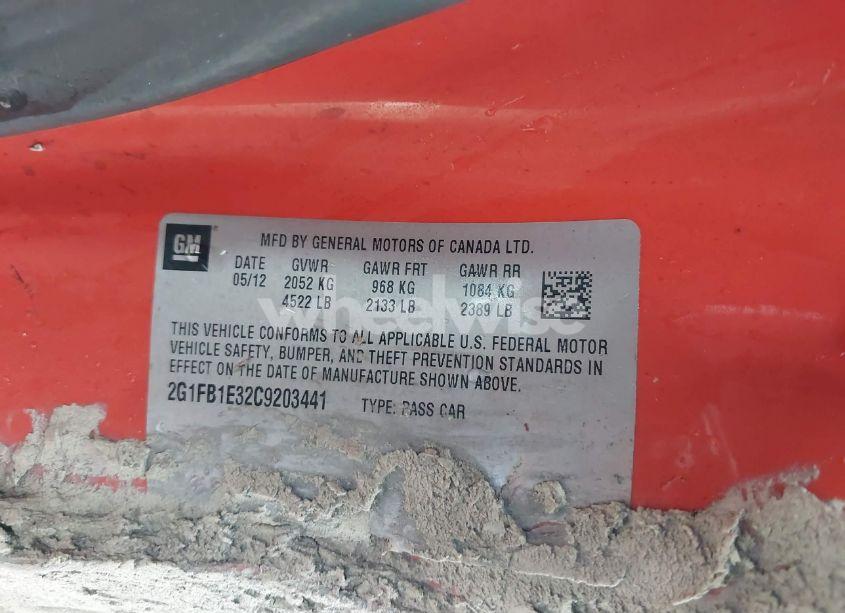 GM
MFD BY GENERAL MOTORS OF CANADA LTD.
DATE GVWR GAWR FRT GAWR RR
05/12 2052 KG 968 KG 1084 KG
4522 LB 2133 LB 2389 LB
wheelwise
THIS VEHICLE CONFORMS TO ALL APPLICABLE U.S. FEDERAL MOTOR
VEHICLE SAFETY, BUMPER, AND THEFT PREVENTION STANDARDS IN
EFFECT ON THE DATE OF MANUFACTURE SHOWN ABOVE.
2G1FB1E32C9203441 TYPE: PASS CAR